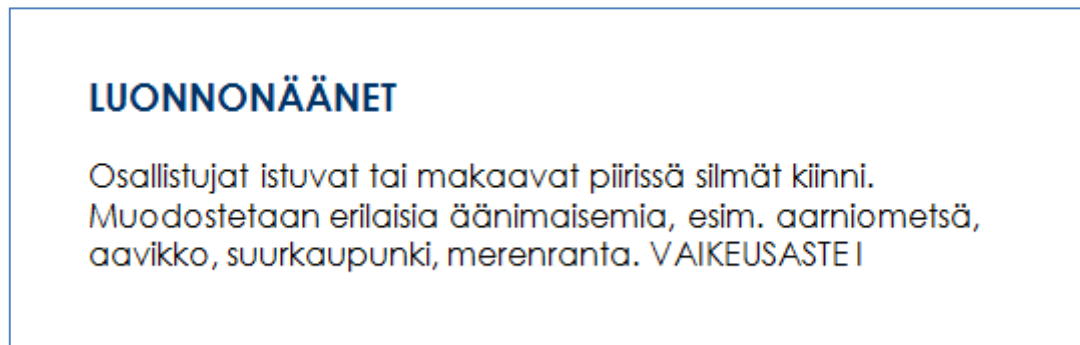 LUONNONÄÄNET
Osallistujat istuvat tai makaavat piirissä silmät kiinni.
Muodostetaan erilaisia äänimaisemia, esim. aarniometsä,
aavikko, suurkaupunki, merenranta. VAIKEUSASTE I